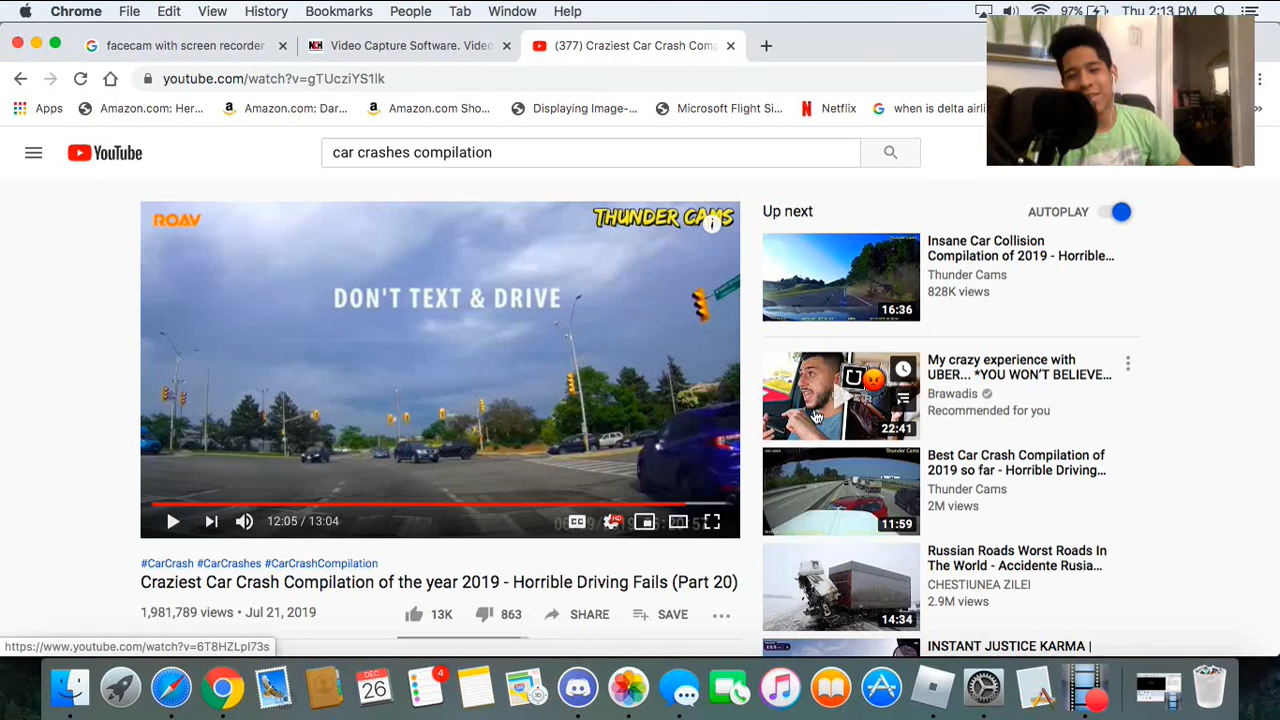 Chrome File Edit View History Bookmarks People Tab Window Help 97% Thu 2:13 PM
facecam with screen recorder
NCH Video Capture Software. Video
(377) Craziest Car Crash Comp
youtube.com/watch?v=gTUcziYS1lk
Apps Amazon.com: Her... Amazon.com: Dar... Amazon.com Sho... Displaying Image-... Microsoft Flight Si... Netflix when is delta airli
YouTube
car crashes compilation
ROAV
THUNDER CAMS
DON'T TEXT & DRIVE
12:05 / 13:04
CC
HD
#CarCrash #CarCrashes #CarCrashCompilation
Craziest Car Crash Compilation of the year 2019 - Horrible Driving Fails (Part 20)
1,981,789 views • Jul 21, 2019
13K 863 SHARE SAVE
Up next
AUTOPLAY
Insane Car Collision
Compilation of 2019 - Horrible...
Thunder Cams
828K views
16:36
My crazy experience with
UBER... *YOU WON'T BELIEVE...
Brawadis
Recommended for you
22:41
Best Car Crash Compilation of
2019 so far - Horrible Driving...
Thunder Cams
2M views
11:59
Russian Roads Worst Roads In
The World - Accidente Rusia...
CHESTIUNEA ZILEI
2.9M views
14:34
INSTANT JUSTICE KARMA |
https://www.youtube.com/watch?v=6T8HZLpI73s
DEC
26
4